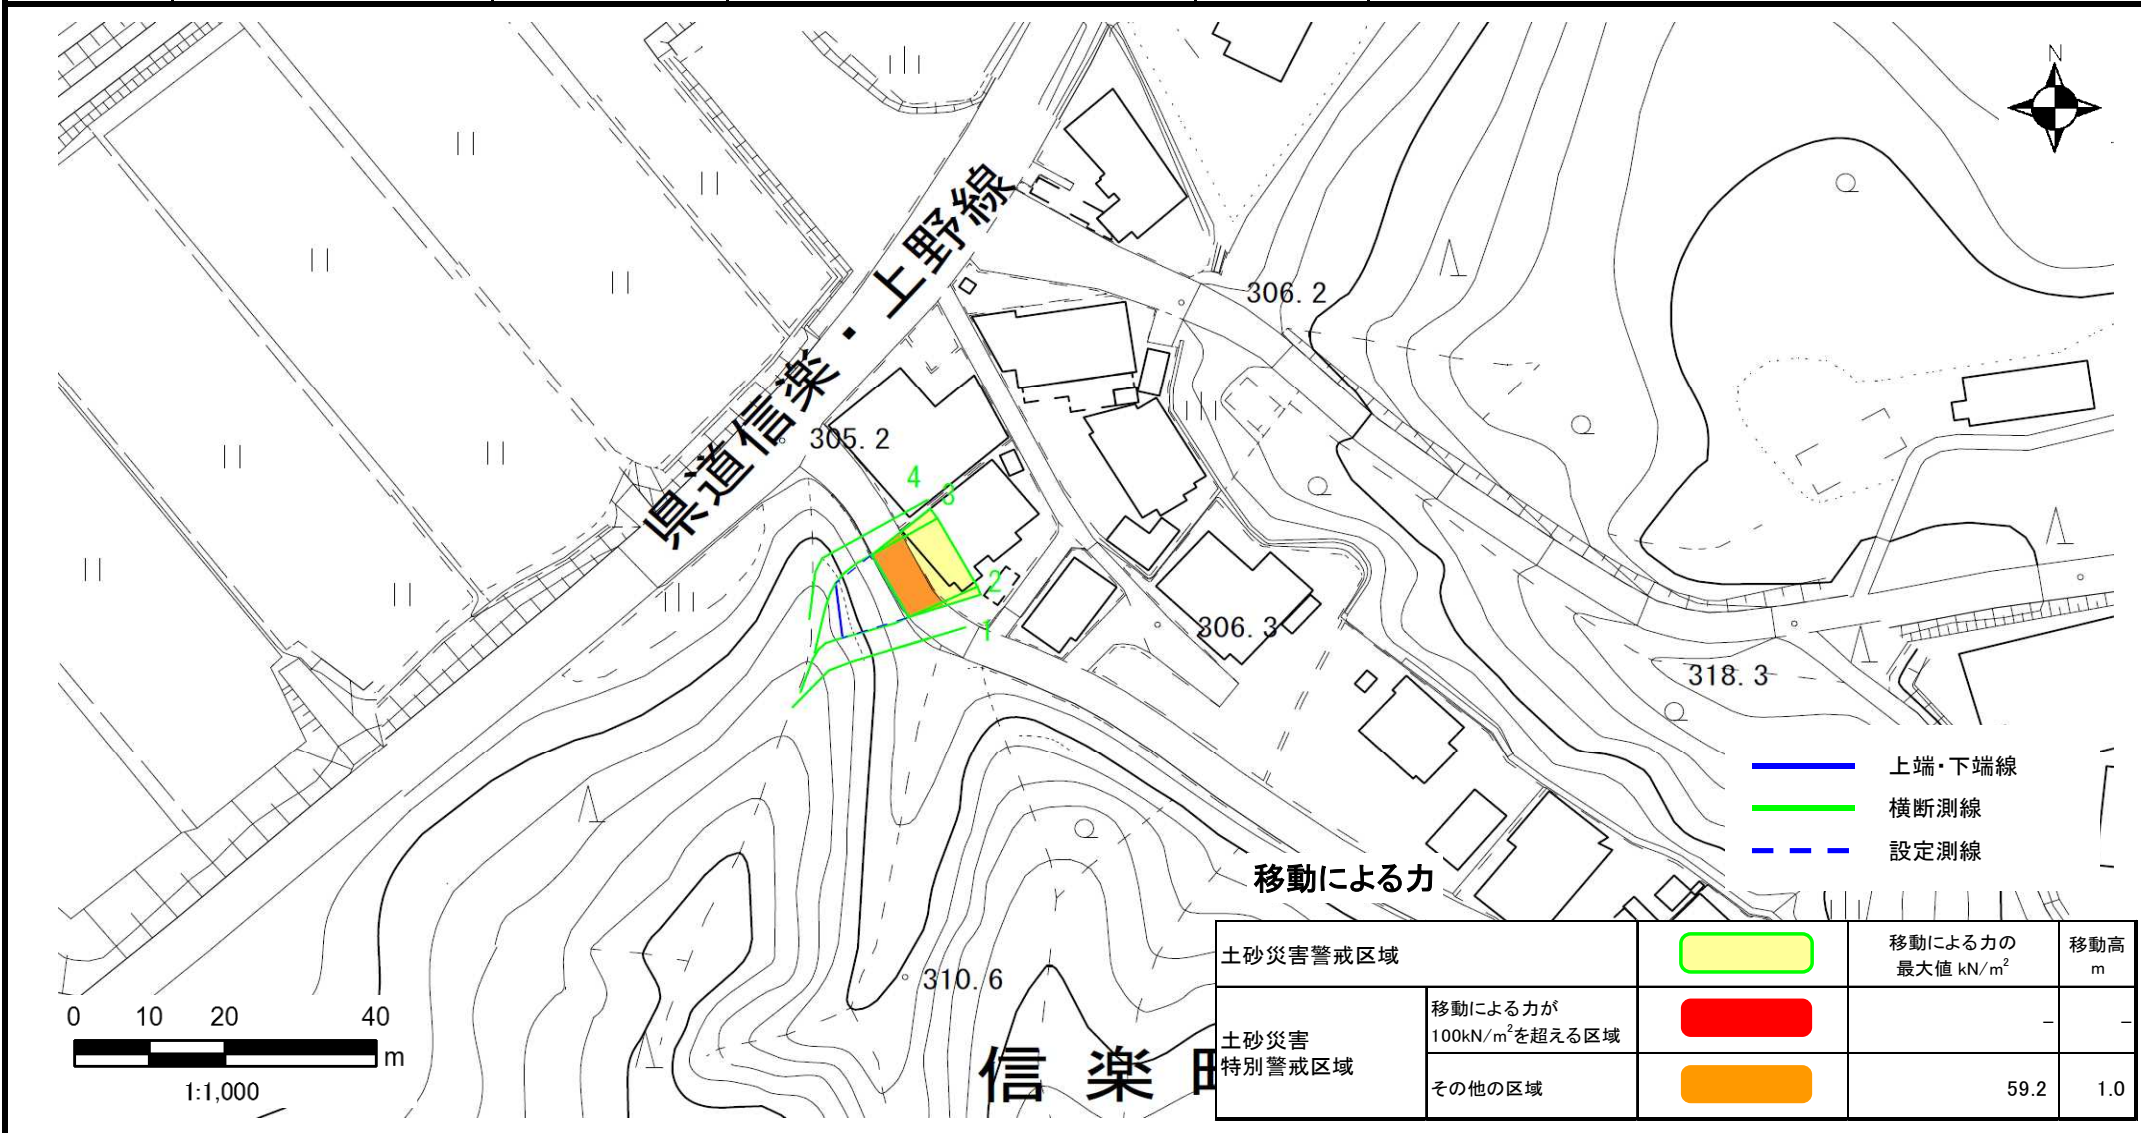 N
県道信楽・上野線
306.2
305.2
4
3
2
1
306.3
318.3
上端・下端線
横断測線
設定測線
移動による力
310.6
0 10 20 40
m
1:1,000
信楽
土砂災害警戒区域
移動による力の
最大値 kN/m²
移動高
m
土砂災害
特別警戒区域
移動による力が
100kN/m²を超える区域
－ －
その他の区域
59.2 1.0